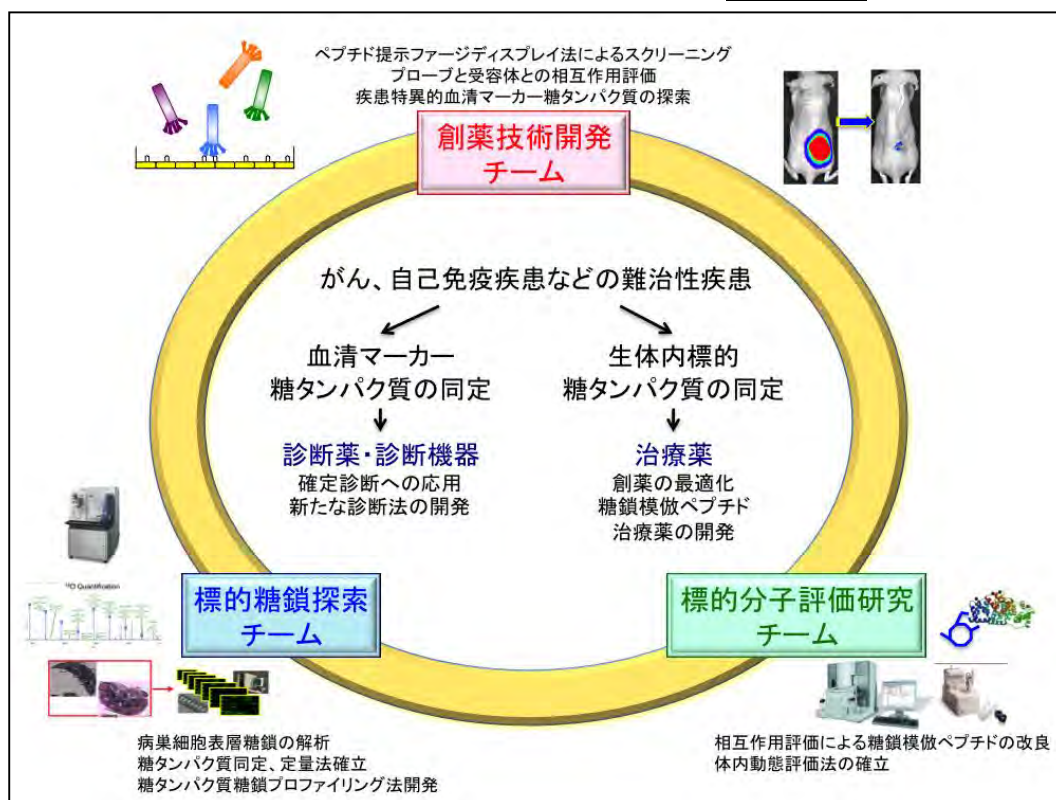 ペプチド提示ファージディスプレイ法によるスクリーニング
プローブと受容体との相互作用評価
疾患特異的血清マーカー糖タンパク質の探索
創薬技術開発
チーム
がん、自己免疫疾患などの難治性疾患
血清マーカー
糖タンパク質の同定
生体内標的
糖タンパク質の同定
診断薬・診断機器
確定診断への応用
新たな診断法の開発
治療薬
創薬の最適化
糖鎖模倣ペプチド
治療薬の開発
¹⁸O Quantification
標的糖鎖探索
チーム
標的分子評価研究
チーム
病巣細胞表層糖鎖の解析
糖タンパク質同定、定量法確立
糖タンパク質糖鎖プロファイリング法開発
相互作用評価による糖鎖模倣ペプチドの改良
体内動態評価法の確立